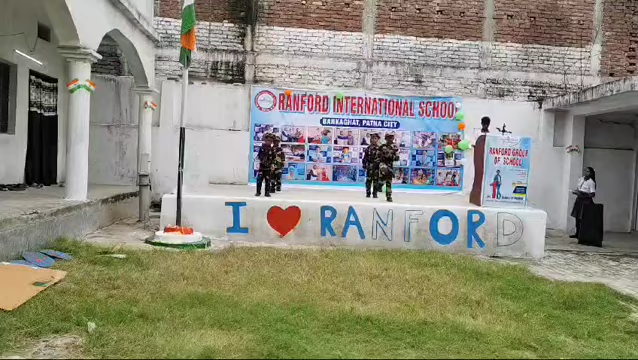 RANFORD INTERNATIONAL SCHOOL
BARKAGHAT, PATNA CITY
RANFORD GROUP
OF SCHOOL
I ❤ RANFORD